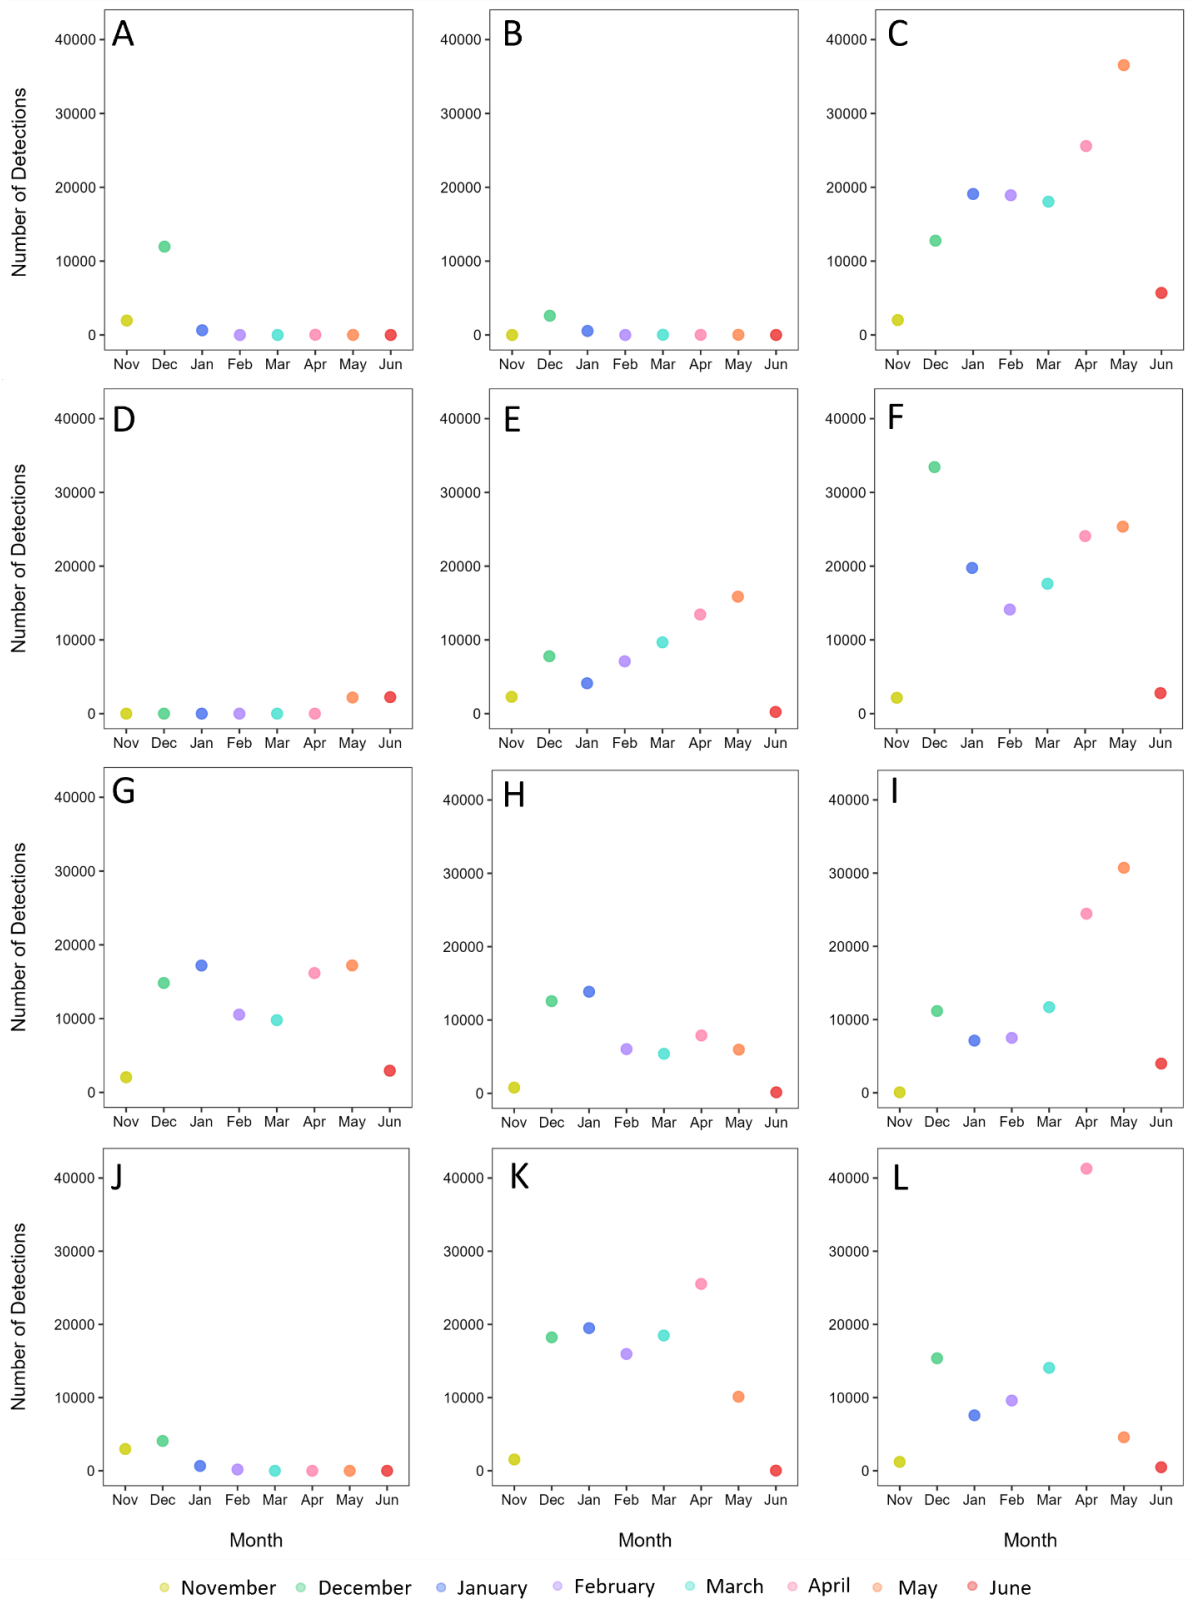 A
B
C
40000
30000
20000
10000
0
Number of Detections
Nov Dec Jan Feb Mar Apr May Jun
40000
30000
20000
10000
0
Nov Dec Jan Feb Mar Apr May Jun
40000
30000
20000
10000
0
Nov Dec Jan Feb Mar Apr May Jun
D
E
F
40000
30000
20000
10000
0
Number of Detections
Nov Dec Jan Feb Mar Apr May Jun
40000
30000
20000
10000
0
Nov Dec Jan Feb Mar Apr May Jun
40000
30000
20000
10000
0
Nov Dec Jan Feb Mar Apr May Jun
G
H
I
40000
30000
20000
10000
0
Number of Detections
Nov Dec Jan Feb Mar Apr May Jun
40000
30000
20000
10000
0
Nov Dec Jan Feb Mar Apr May Jun
40000
30000
20000
10000
0
Nov Dec Jan Feb Mar Apr May Jun
J
K
L
40000
30000
20000
10000
0
Number of Detections
Nov Dec Jan Feb Mar Apr May Jun
40000
30000
20000
10000
0
Nov Dec Jan Feb Mar Apr May Jun
40000
30000
20000
10000
0
Nov Dec Jan Feb Mar Apr May Jun
Month
Month
Month
November December January February March April May June